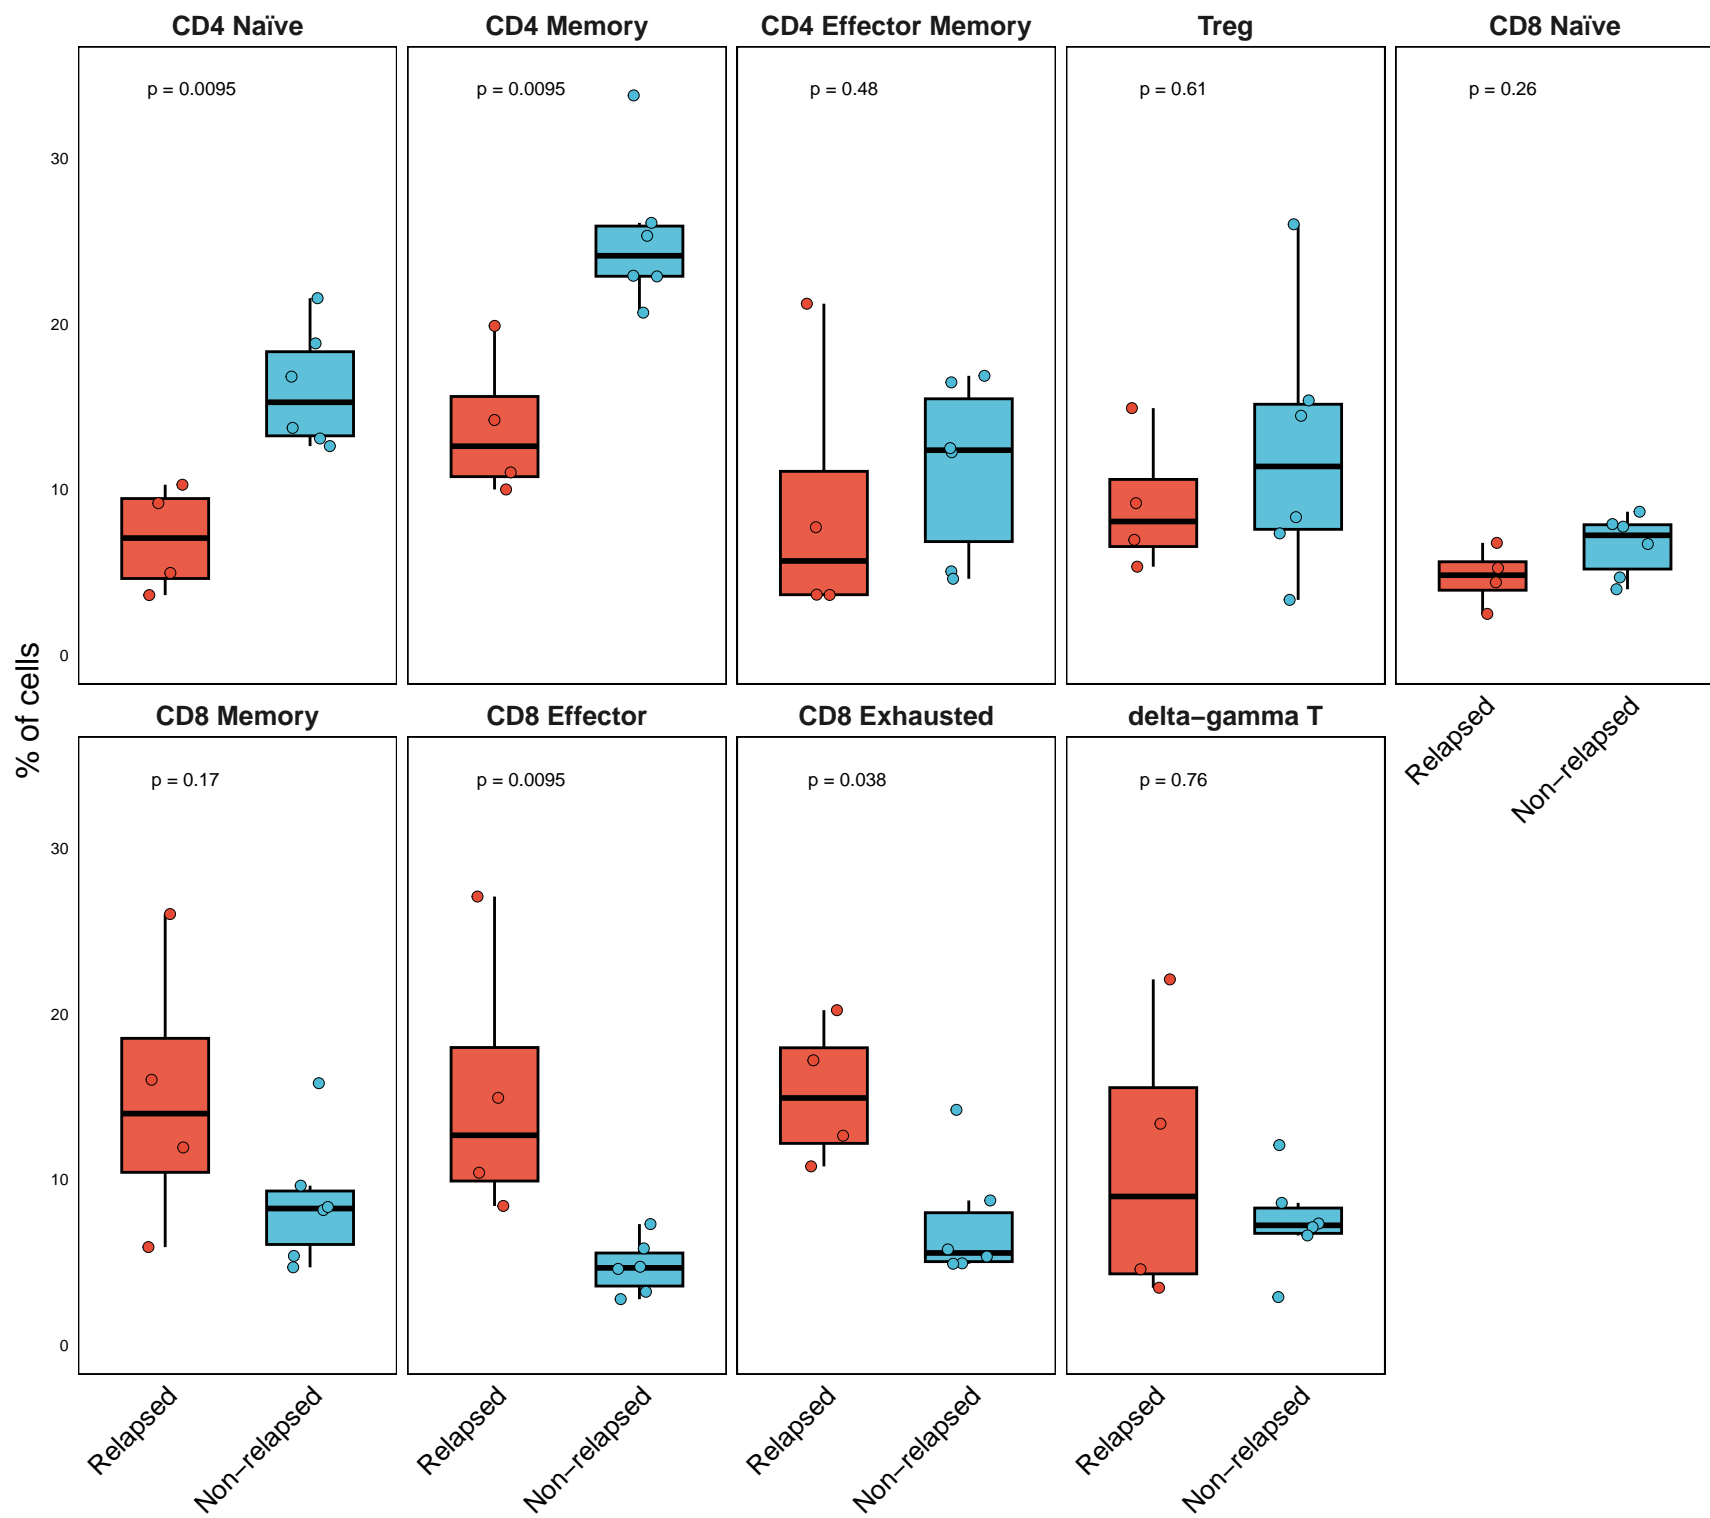 CD4 Naïve
CD4 Memory
CD4 Effector Memory
Treg
CD8 Naïve
p = 0.0095
p = 0.0095
p = 0.48
p = 0.61
p = 0.26
30
20
10
0
% of cells
Relapsed
Non−relapsed
CD8 Memory
CD8 Effector
CD8 Exhausted
delta−gamma T
p = 0.17
p = 0.0095
p = 0.038
p = 0.76
30
20
10
0
Relapsed
Non−relapsed
Relapsed
Non−relapsed
Relapsed
Non−relapsed
Relapsed
Non−relapsed